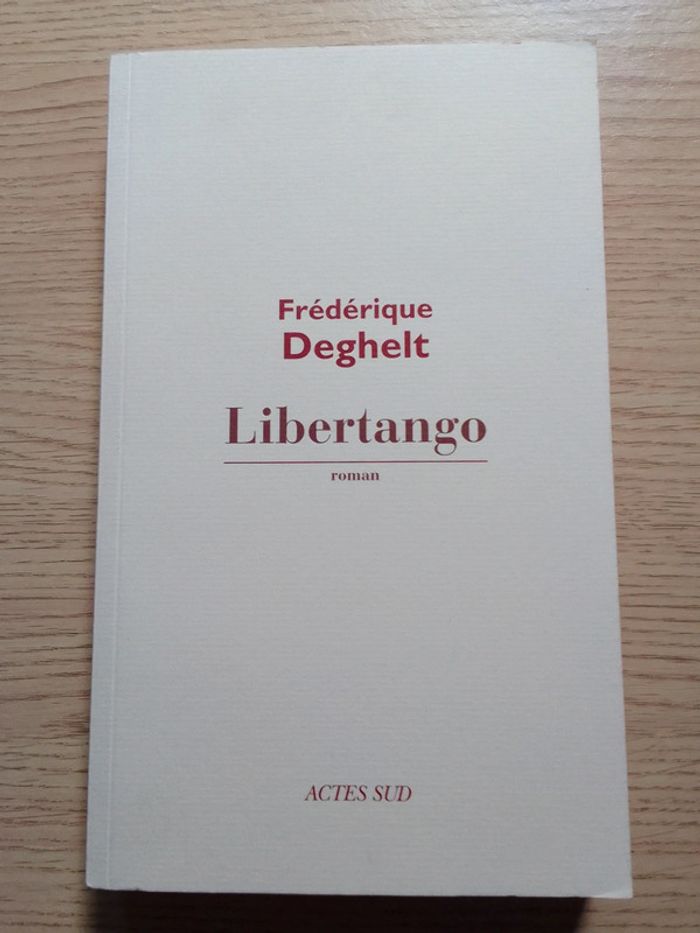 Frédérique
Deghelt
Libertango
roman
ACTES SUD